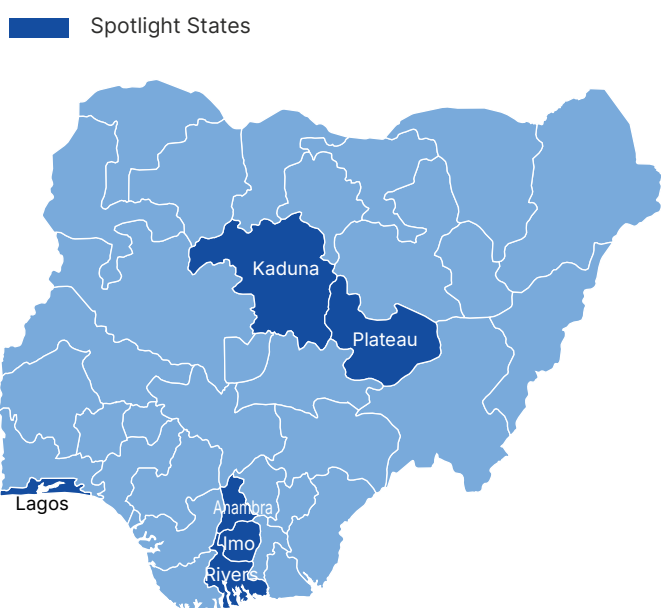 Spotlight States
Kaduna
Plateau
Lagos
Anambra
Imo
Rivers